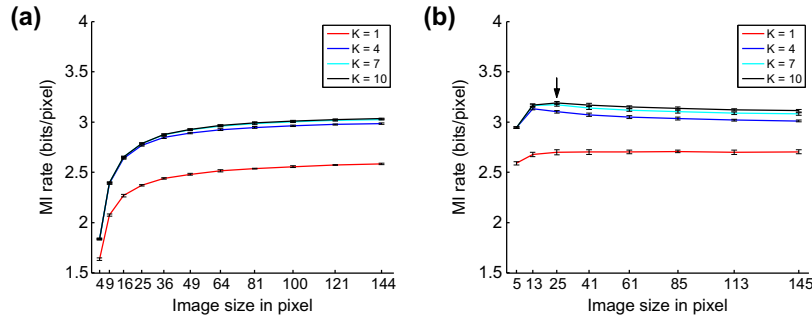 (a)
4
3.5
3
2.5
2
1.5
MI rate (bits/pixel)
K = 1
K = 4
K = 7
K = 10
4 9 16 25 36 49 64 81 100 121 144
Image size in pixel
(b)
4
3.5
3
2.5
2
1.5
MI rate (bits/pixel)
K = 1
K = 4
K = 7
K = 10
5 13 25 41 61 85 113 145
Image size in pixel